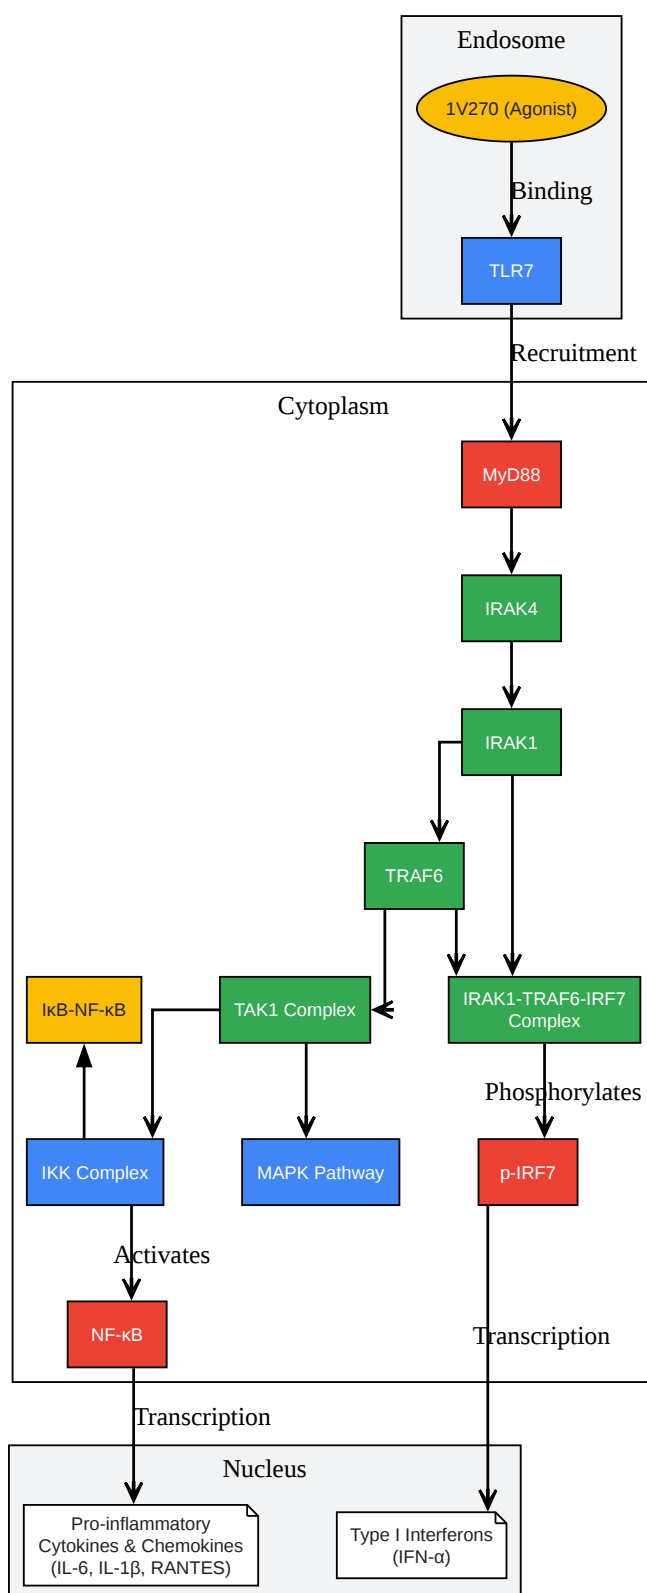 Endosome
1V270 (Agonist)
Binding
TLR7
Recruitment
Cytoplasm
MyD88
IRAK4
IRAK1
TRAF6
IκB-NF-κB
TAK1 Complex
IRAK1-TRAF6-IRF7
Complex
Phosphorylates
IKK Complex
MAPK Pathway
p-IRF7
Activates
NF-κB
Transcription
Transcription
Nucleus
Pro-inflammatory
Cytokines & Chemokines
(IL-6, IL-1β, RANTES)
Type I Interferons
(IFN-α)